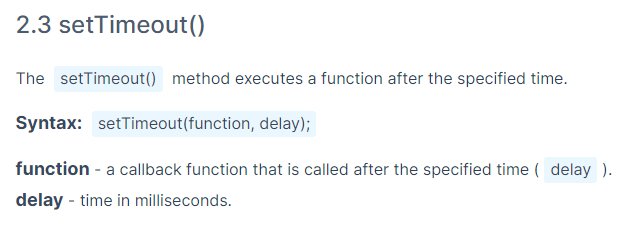 2.3 setTimeout()
The setTimeout() method executes a function after the specified time.
Syntax: setTimeout(function, delay);
function - a callback function that is called after the specified time ( delay ).
delay - time in milliseconds.